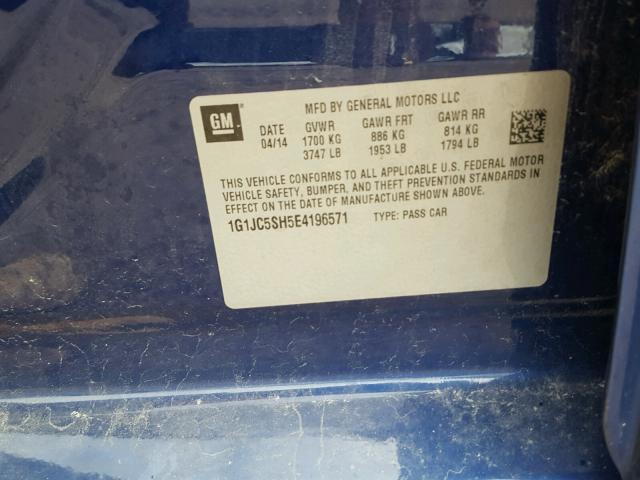 GM
MFD BY GENERAL MOTORS LLC
DATE GVWR GAWR FRT GAWR RR
04/14 1700 KG 886 KG 814 KG
3747 LB 1953 LB 1794 LB
THIS VEHICLE CONFORMS TO ALL APPLICABLE U.S. FEDERAL MOTOR
VEHICLE SAFETY, BUMPER, AND THEFT PREVENTION STANDARDS IN
EFFECT ON THE DATE OF MANUFACTURE SHOWN ABOVE.
1G1JC5SH5E4196571 TYPE: PASS CAR